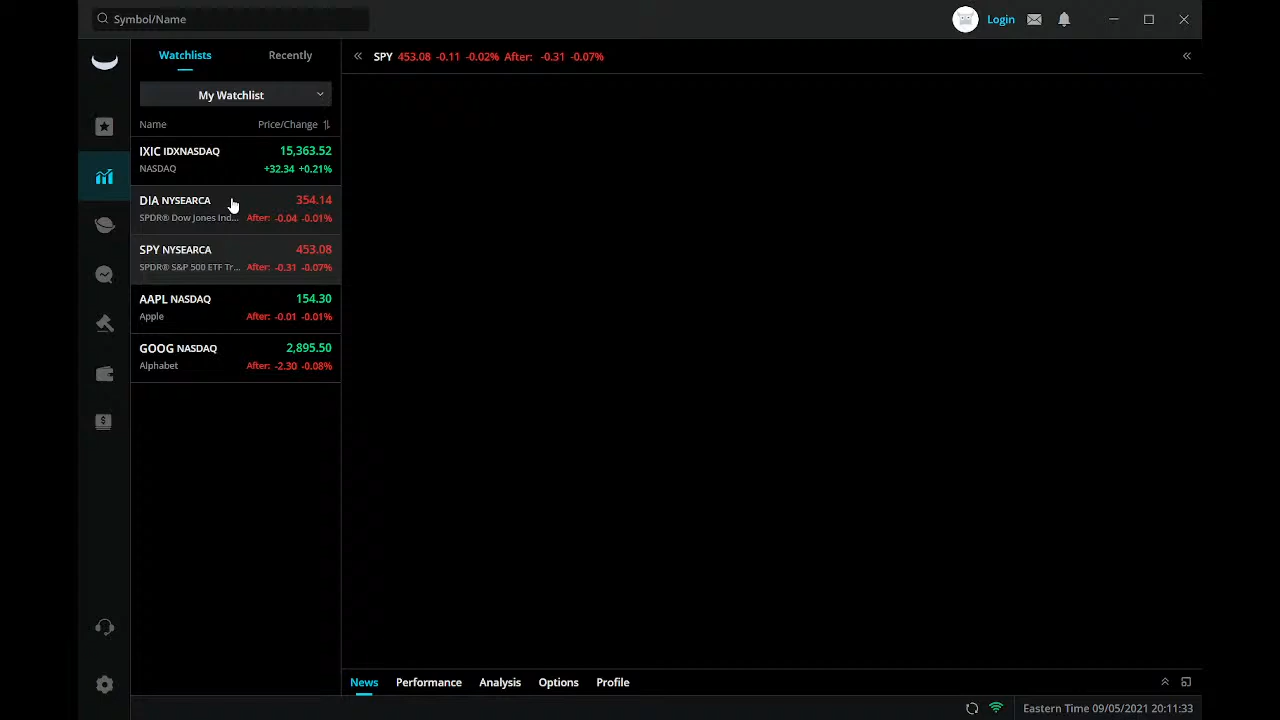 Symbol/Name
Login
Watchlists Recently
SPY 453.08 -0.11 -0.02% After: -0.31 -0.07%
My Watchlist
Name Price/Change
IXIC IDXNASDAQ 15,363.52
NASDAQ +32.34 +0.21%
DIA NYSEARCA 354.14
SPDR® Dow Jones Ind... After: -0.04 -0.01%
SPY NYSEARCA 453.08
SPDR® S&P 500 ETF Tr... After: -0.31 -0.07%
AAPL NASDAQ 154.30
Apple After: -0.01 -0.01%
GOOG NASDAQ 2,895.50
Alphabet After: -2.30 -0.08%
News Performance Analysis Options Profile
Eastern Time 09/05/2021 20:11:33